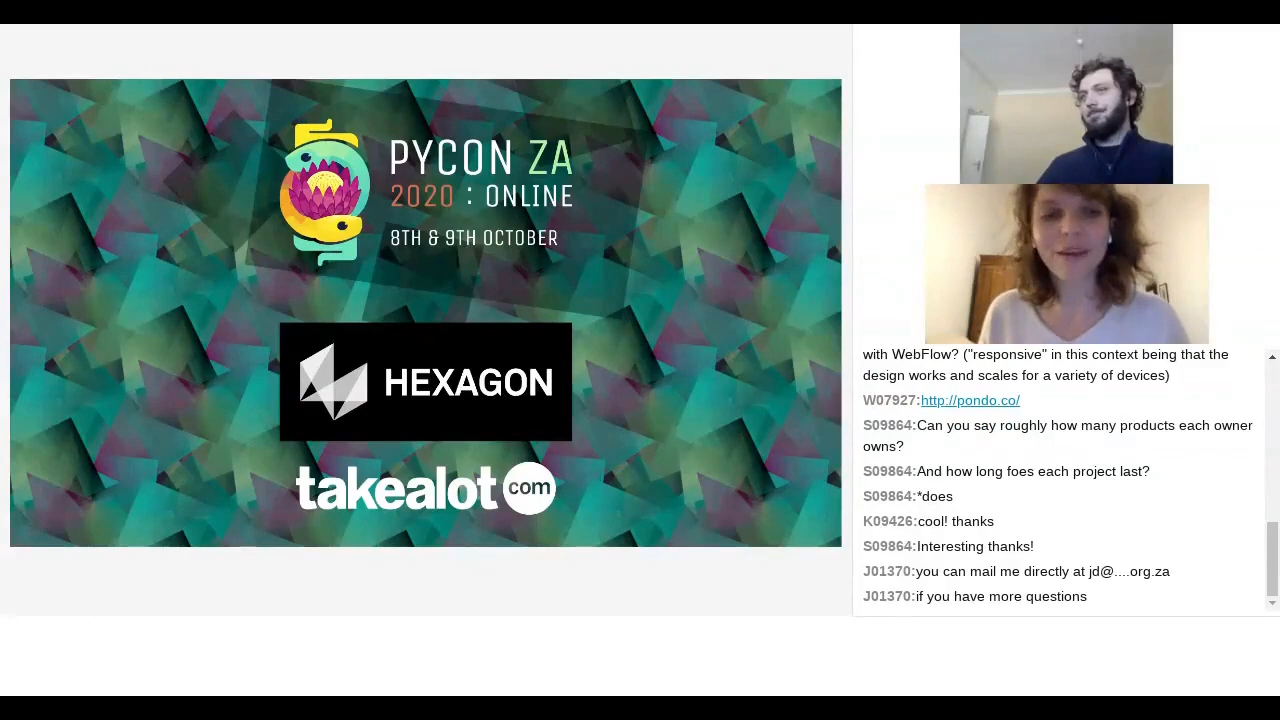 PYCON ZA
2020 : ONLINE
8TH & 9TH OCTOBER
HEXAGON
takealot com
with WebFlow? ("responsive" in this context being that the
design works and scales for a variety of devices)
W07927:http://pondo.co/
S09864:Can you say roughly how many products each owner
owns?
S09864:And how long foes each project last?
S09864:*does
K09426:cool! thanks
S09864:Interesting thanks!
J01370:you can mail me directly at jd@....org.za
J01370:if you have more questions